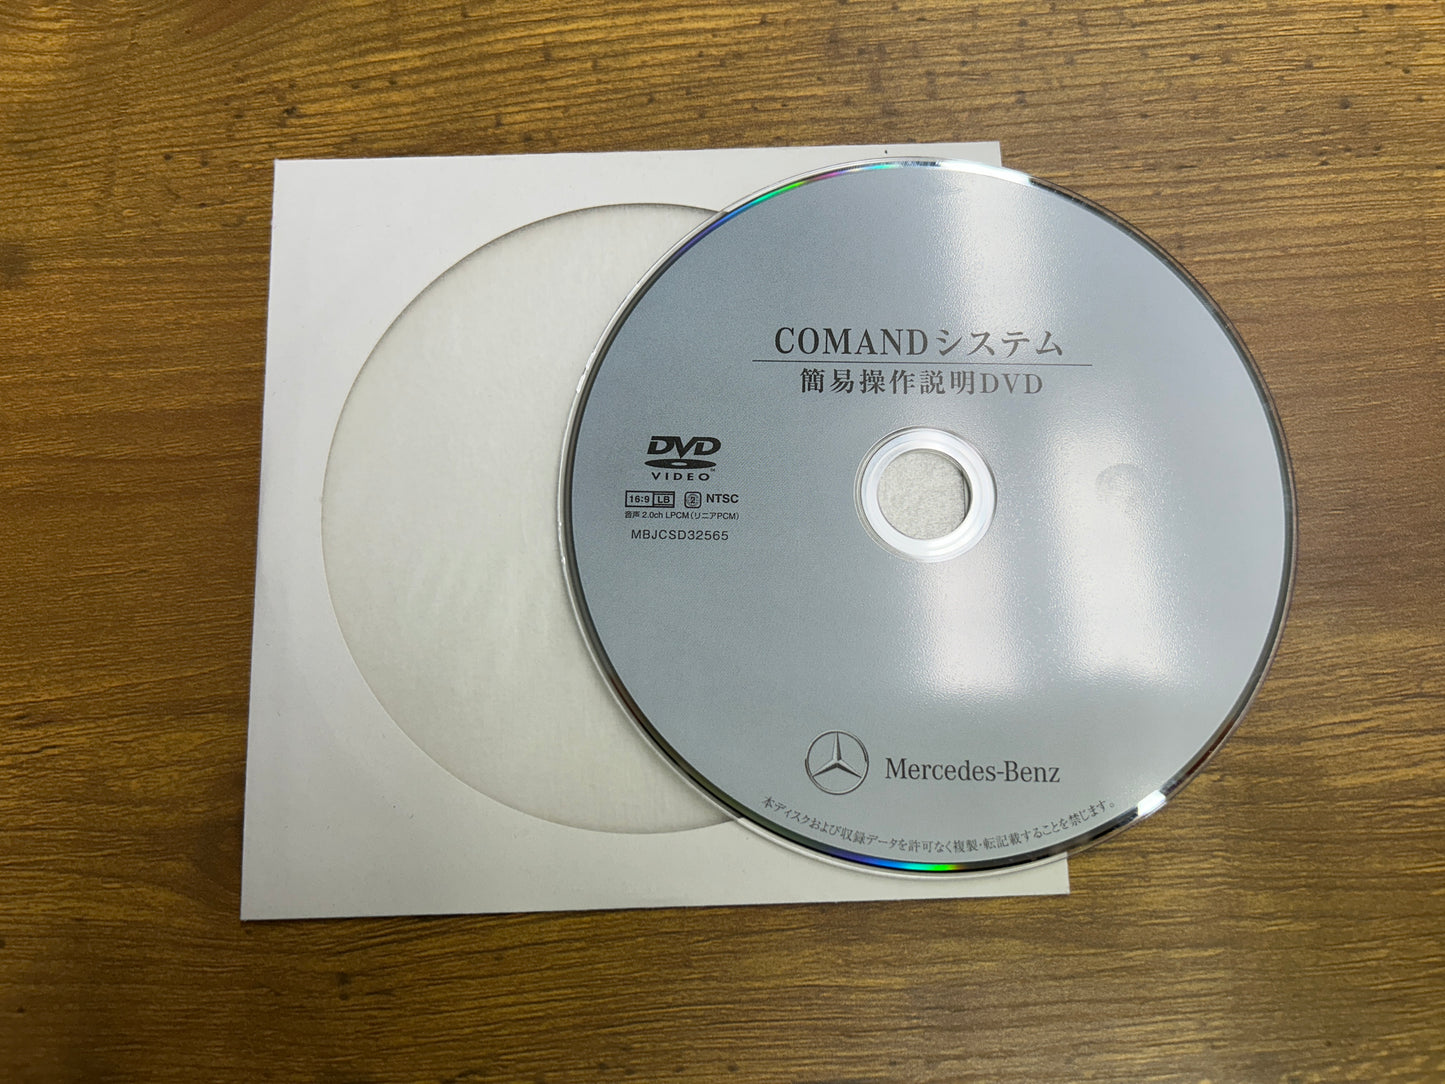 COMANDシステム
簡易操作説明DVD
DVD
VIDEO™
16:9 LB 2 NTSC
音声 2.0ch LPCM(リニアPCM)
MBJCSD32565
Mercedes-Benz
本ディスクおよび収録データを許可なく複製・転記載することを禁じます。